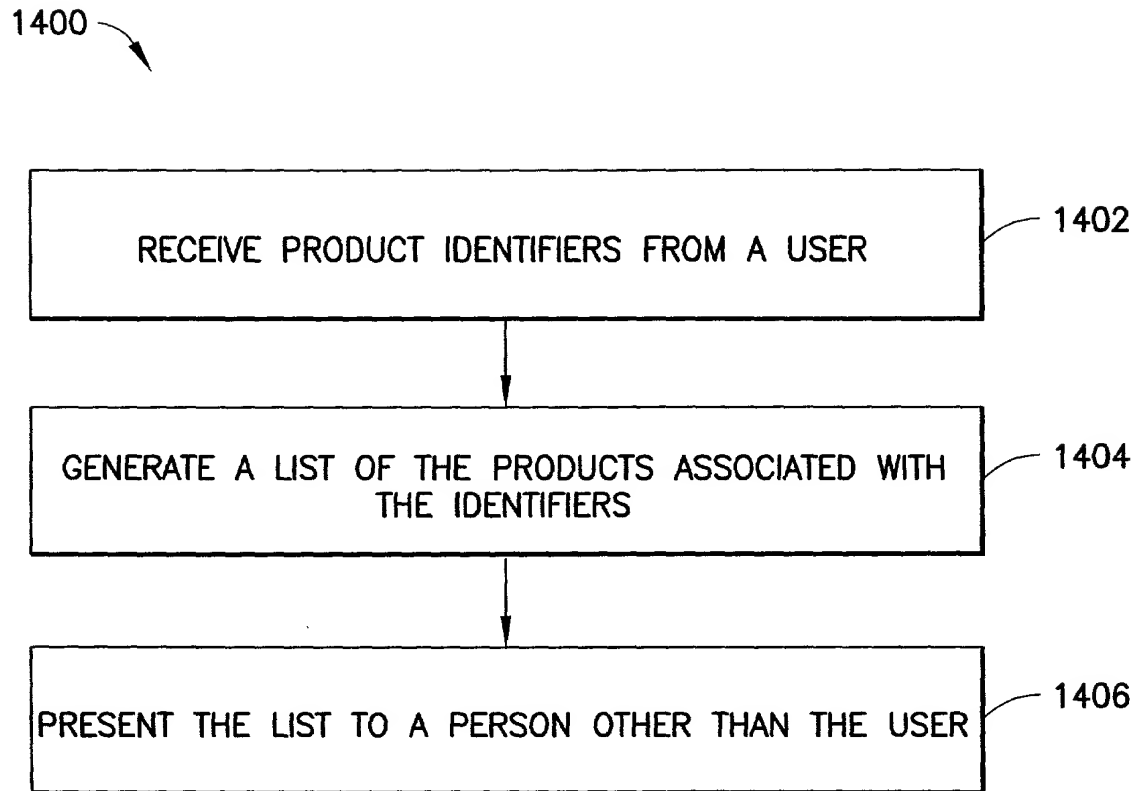 1400
RECEIVE PRODUCT IDENTIFIERS FROM A USER
1402
GENERATE A LIST OF THE PRODUCTS ASSOCIATED WITH
THE IDENTIFIERS
1404
PRESENT THE LIST TO A PERSON OTHER THAN THE USER
1406